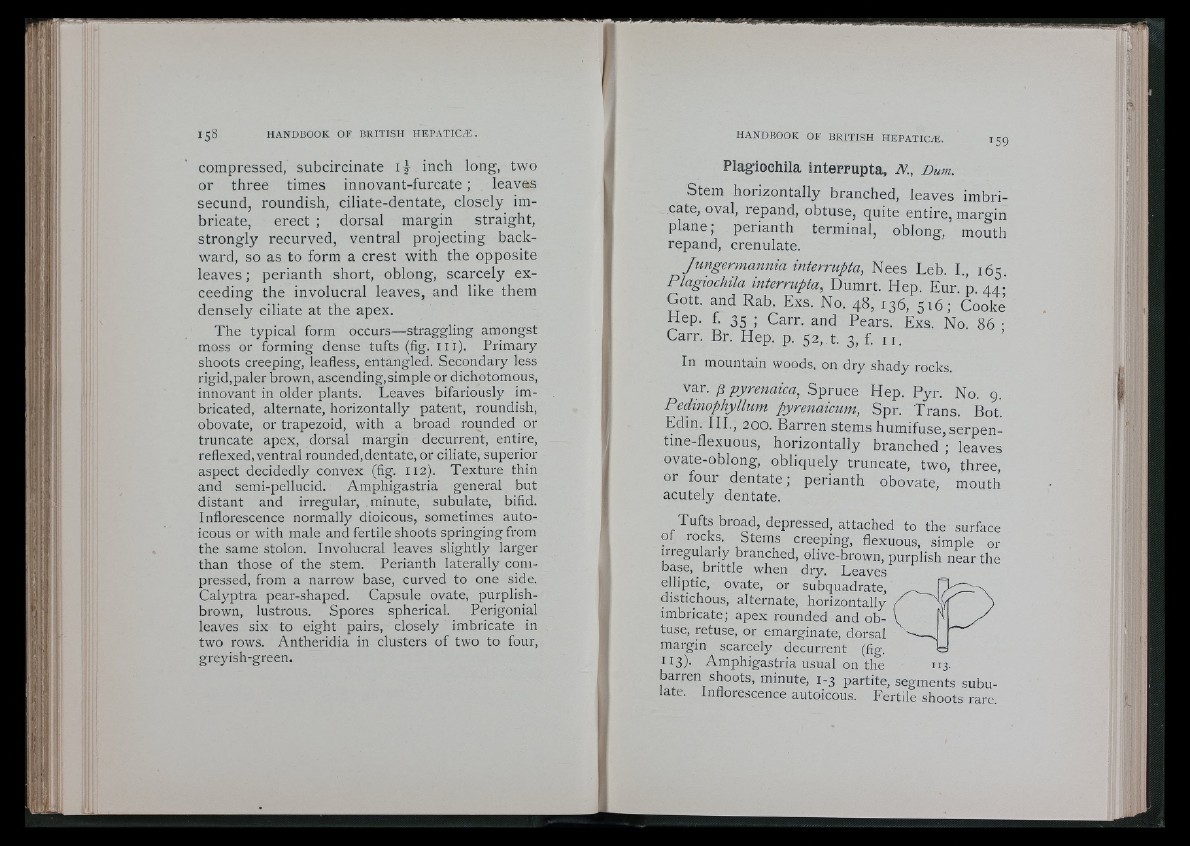 158 HANDBOOK OF BRITISH HEPATICÆ.
compressed, subcircinate 1½ inch long, two
or three times innovant-furcate ; leaves
secund, roundish, ciliate-dentate, closely im-
bricate, erect ; dorsal margin straight,
strongly recurved, ventral projecting back-
ward, so as to form a crest with the opposite
leaves ; perianth short, oblong, scarcely ex-
ceeding the involucral leaves, and like them
densely ciliate at the apex.
The typical form occurs—straggling amongst
moss or forming dense tufts (fig. 111). Primary
shoots creeping, leafless, entangled. Secondary less
rigid,paler brown, ascending,simple or dichotomous,
innovant in older plants. Leaves bifariously im-
bricated, alternate, horizontally patent, roundish,
obovate, or trapezoid, with a broad rounded or
truncate apex, dorsal margin decurrent, entire,
reflexed, ventral rounded,dentate, or ciliate, superior
aspect decidedly convex (fig. 112). Texture thin
and semi-pellucid. Amphigastria general but
distant and irregular, minute, subulate, bifid.
Inflorescence normally dioicous, sometimes auto-
icous or with male and fertile shoots springing from
the same stolon. Involucral leaves slightly larger
than those of the stem. Perianth laterally com-
pressed, from a narrow base, curved to one side.
Calyptra pear-shaped. Capsule ovate, purplish-
brown, lustrous. Spores spherical. Perigonial
leaves six to eight pairs, closely imbricate in
two rows. Antheridia in clusters of two to four,
greyish-green.
HANDBOOK OF BRITISH HEPATICÆ. 159
Plagiochila interrupta, N., Dum.
Stem horizontally branched, leaves imbri-
cate, oval, repand, obtuse, quite entire, margin
plane ; perianth terminal, oblong, mouth
repand, crenulate.
Jungermannia interrupta, Nees Leb. I., 165.
Plagiochila interrupta, Dumrt. Hep. Eur. p. 44;
Gott. and Rab. Exs. No. 48, 136, 516; Cooke
Hep. f. 35 ; Carr. and Pears. Exs. No. 86 ;
Carr. Br. Hep. p. 52, t. 3, f. 11.
In mountain woods, on dry shady rocks.
var. β pyrenaica, Spruce Hep. Pyr. No. 9.
Pedinophyllum pyrenaicum, Spr. Trans. Bot.
Edin. III., 200. Barren stems humifuse, serpen-
tine-flexuous, horizontally branched ; leaves
ovate-oblong, obliquely truncate, two, three,
or four dentate ; perianth obovate, mouth
acutely dentate.
Tufts broad, depressed, attached to the surface
of rocks. Stems creeping, flexuous, simple or
irregularly branched, olive-brown, purplish near the
base, brittle when dry. Leaves
elliptic, ovate, or subquadrate,
distichous, alternate, horizontally
imbricate; apex rounded and ob-
tuse, retuse, or emarginate, dorsal
margin scarcely decurrent (fig.
113). Amphigastria usual on the
113.
barren shoots, minute, 1-3 partite, segments subu-
late. Inflorescence autoicous. Fertile shoots rare.